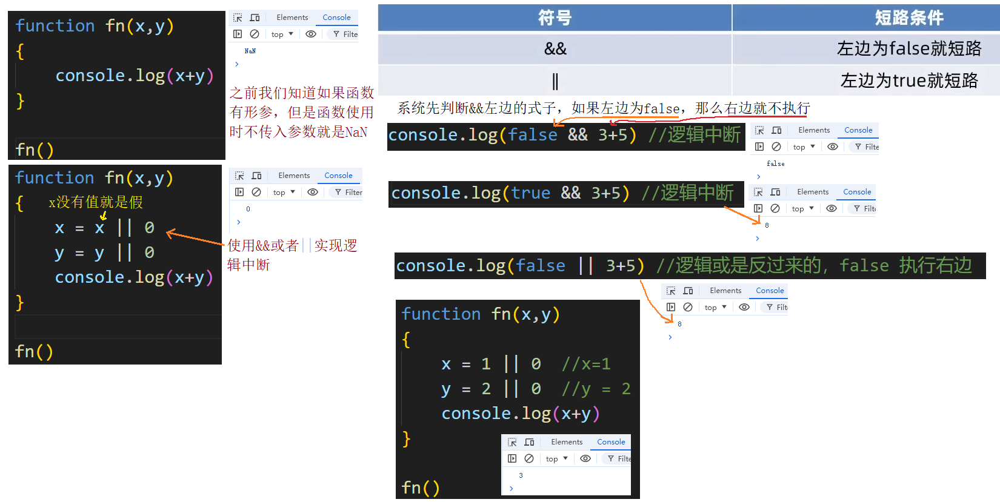 function fn(x,y)
{
console.log(x+y)
}
fn()
Elements Console
top ▼ Filte
NaN
>
之前我们知道如果函数
有形参，但是函数使用
时不传入参数就是NaN
function fn(x,y)
{
x没有值就是假
x = x || 0
y = y || 0
console.log(x+y)
}
fn()
Elements Console
top ▼ Filter
0
>
使用&&或者||实现逻
辑中断
符号 短路条件
&& 左边为false就短路
|| 左边为true就短路
系统先判断&&左边的式子，如果左边为false，那么右边就不执行
console.log(false && 3+5) //逻辑中断
Elements Console
top ▼ Filte
false
>
console.log(true && 3+5) //逻辑中断
Elements Console
top ▼ Filt
8
>
console.log(false || 3+5) //逻辑或是反过来的，false 执行右边
Elements Console
top ▼ Filt
8
>
function fn(x,y)
{
x = 1 || 0 //x=1
y = 2 || 0 //y = 2
console.log(x+y)
}
fn()
Elements Console
top ▼ Filte
3
>